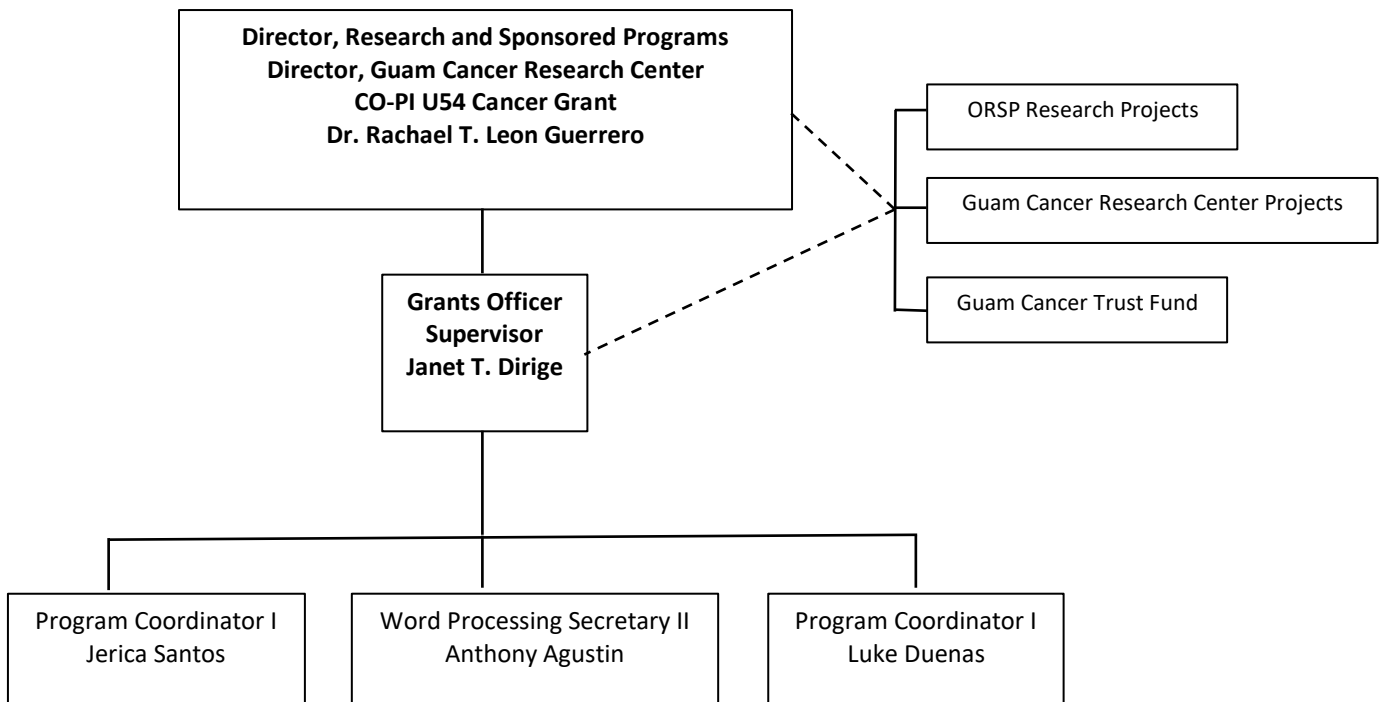 Director, Research and Sponsored Programs
Director, Guam Cancer Research Center
CO-PI U54 Cancer Grant
Dr. Rachael T. Leon Guerrero
ORSP Research Projects
Guam Cancer Research Center Projects
Guam Cancer Trust Fund
Grants Officer
Supervisor
Janet T. Dirige
Program Coordinator I
Jerica Santos
Word Processing Secretary II
Anthony Agustin
Program Coordinator I
Luke Duenas